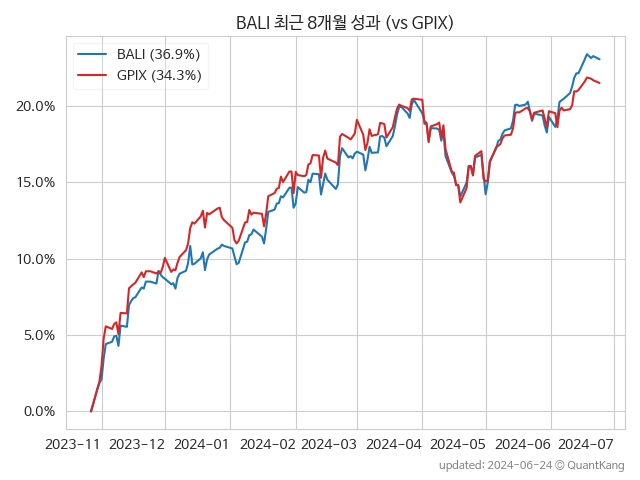 BALI 최근 8개월 성과 (vs GPIX)
BALI (36.9%)
GPIX (34.3%)
20.0%
15.0%
10.0%
5.0%
0.0%
2023-11 2023-12 2024-01 2024-02 2024-03 2024-04 2024-05 2024-06 2024-07
updated: 2024-06-24 © QuantKang